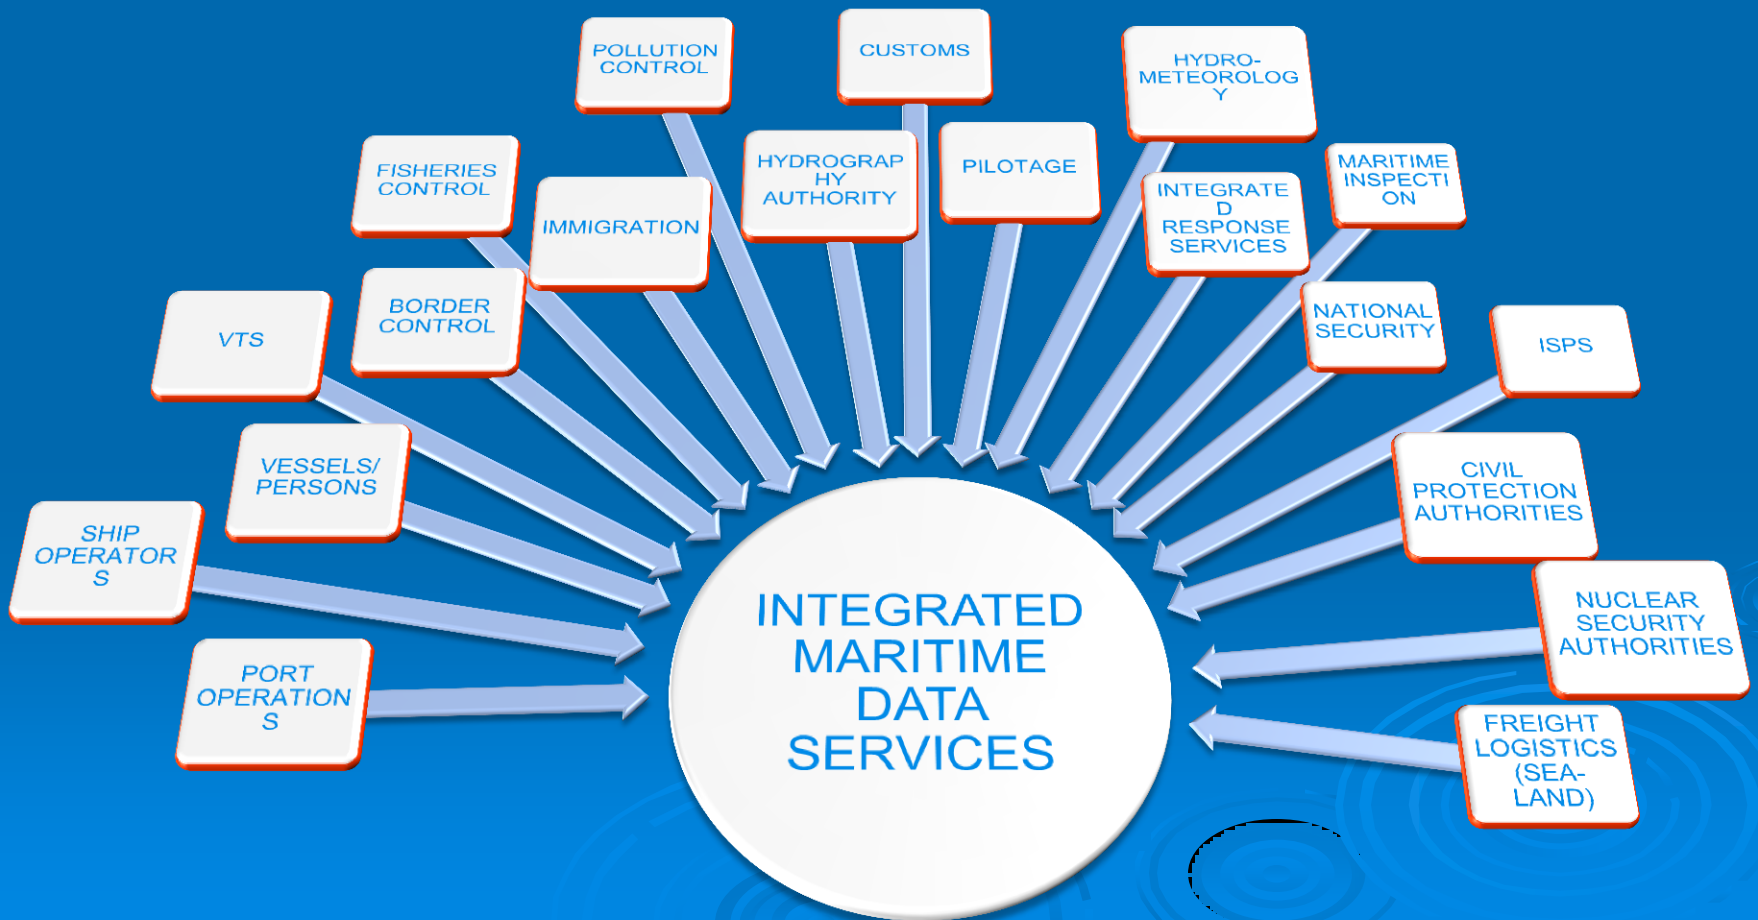 POLLUTION
CONTROL
CUSTOMS
HYDRO-
METEOROLOG
Y
FISHERIES
CONTROL
IMMIGRATION
HYDROGRAP
HY
AUTHORITY
PILOTAGE
INTEGRATE
D
RESPONSE
SERVICES
MARITIME
INSPECTI
ON
VTS
BORDER
CONTROL
NATIONAL
SECURITY
ISPS
VESSELS/
PERSONS
CIVIL
PROTECTION
AUTHORITIES
SHIP
OPERATOR
S
NUCLEAR
SECURITY
AUTHORITIES
PORT
OPERATION
S
FREIGHT
LOGISTICS
(SEA-
LAND)
INTEGRATED
MARITIME
DATA
SERVICES